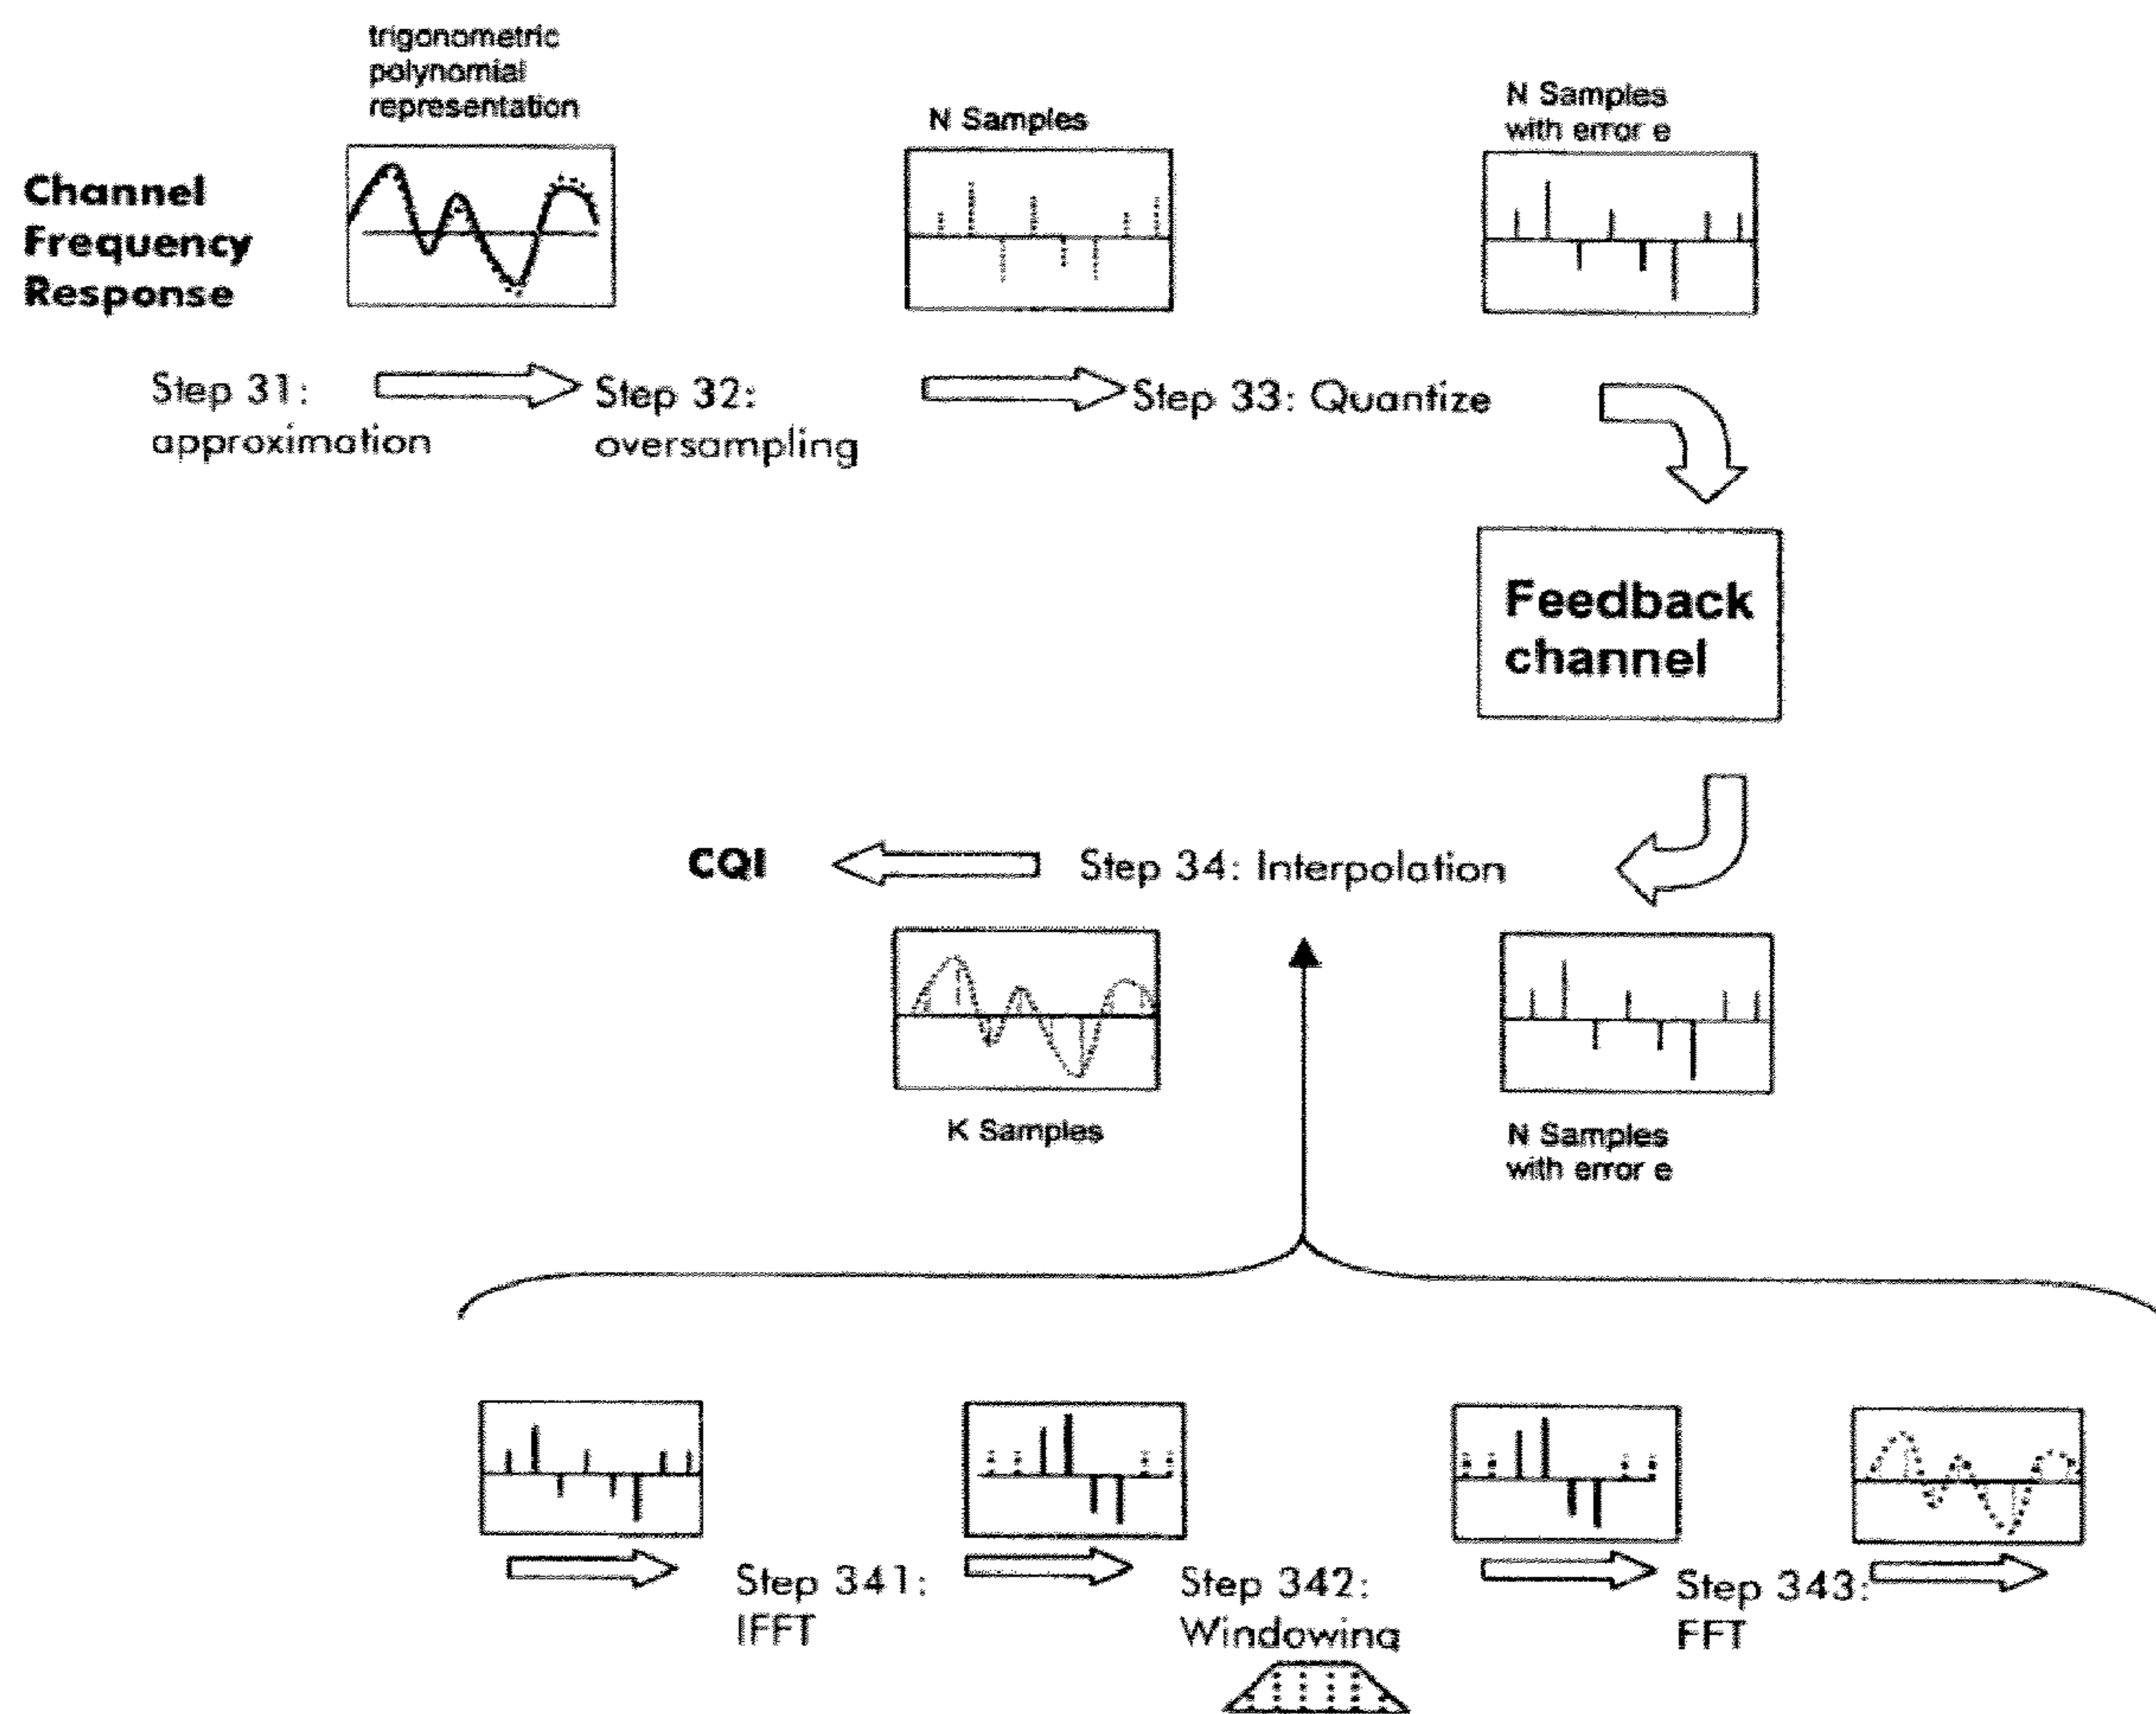 trigonometric
polynomial
representation
N Samples
N Samples
with error e
Channel
Frequency
Response
Step 31:
approximation
Step 32:
oversampling
Step 33: Quantize
Feedback
channel
CQI
Step 34: Interpolation
K Samples
N Samples
with error e
Step 341:
IFFT
Step 342:
Windowing
Step 343:
FFT